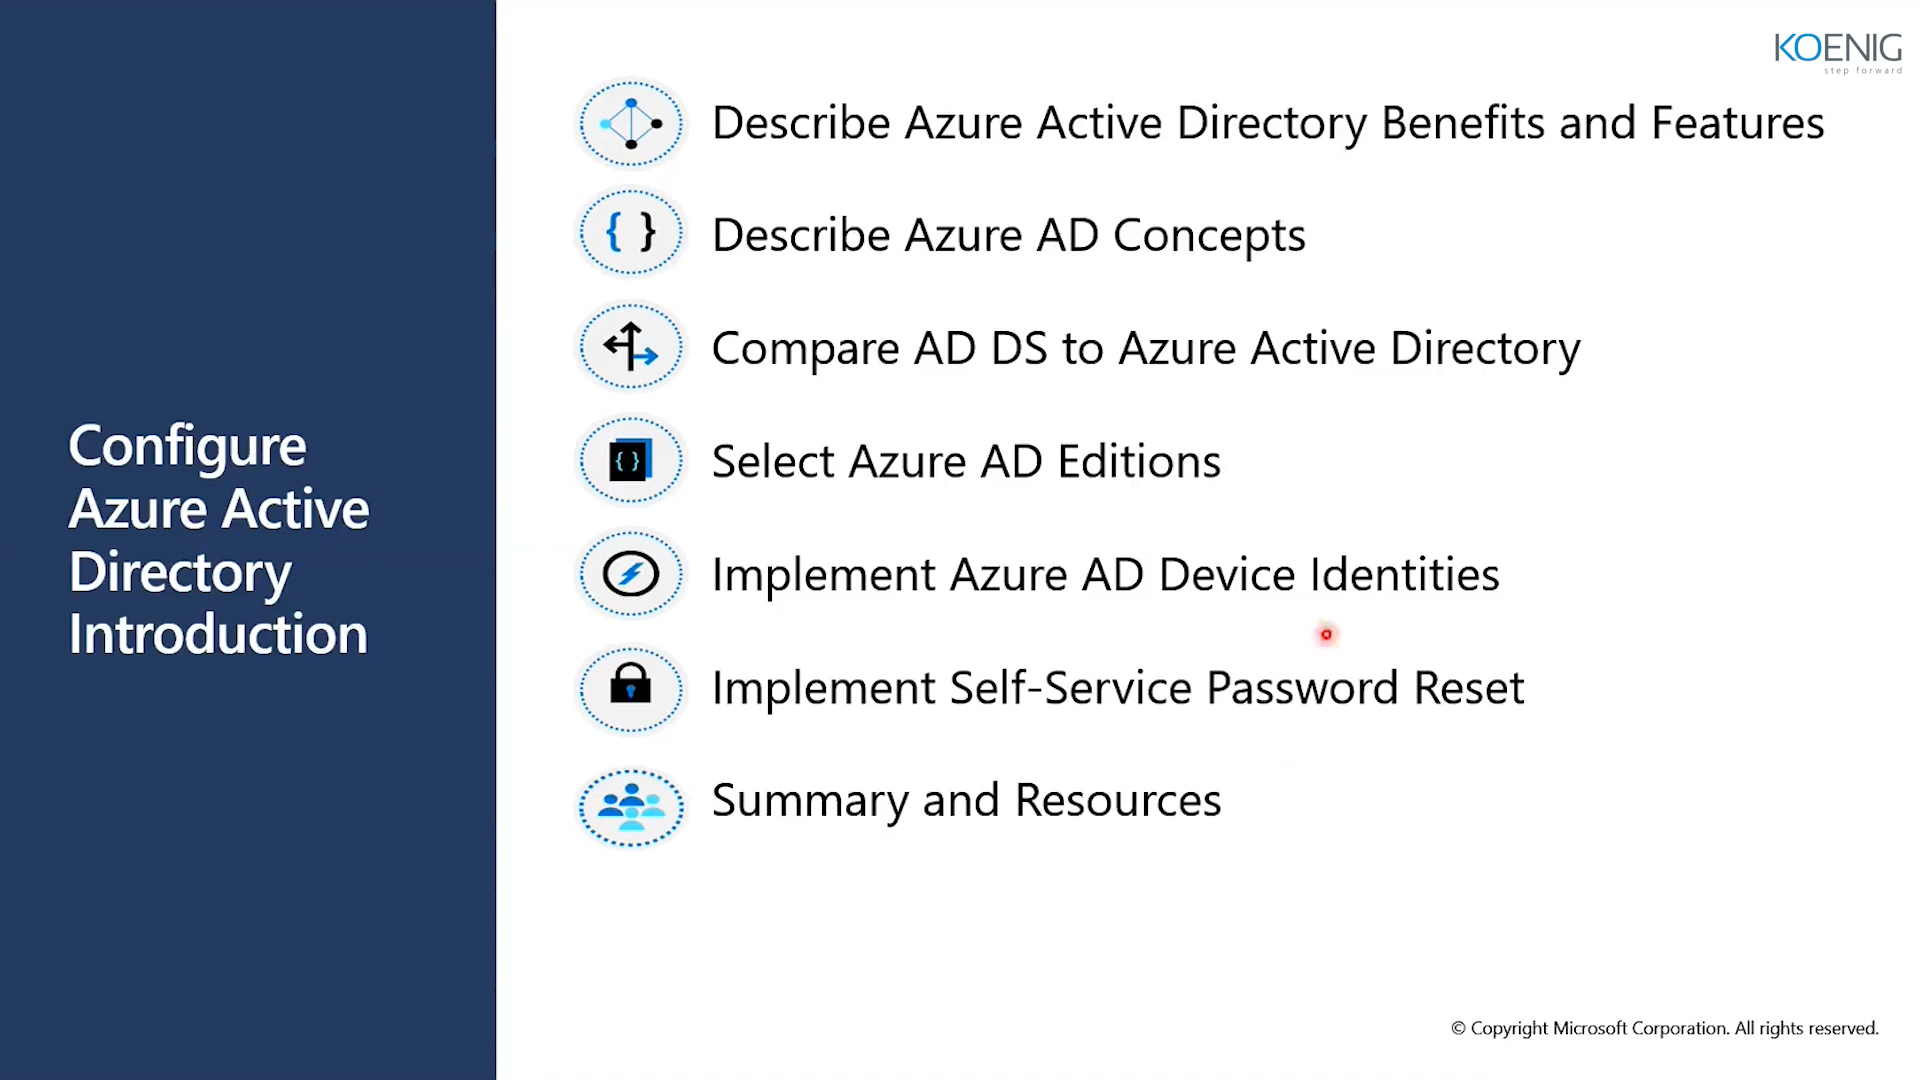 KOENIG
step forward
Configure
Azure Active
Directory
Introduction
Describe Azure Active Directory Benefits and Features
{ }
Describe Azure AD Concepts
Compare AD DS to Azure Active Directory
{ }
Select Azure AD Editions
Implement Azure AD Device Identities
Implement Self-Service Password Reset
Summary and Resources
© Copyright Microsoft Corporation. All rights reserved.